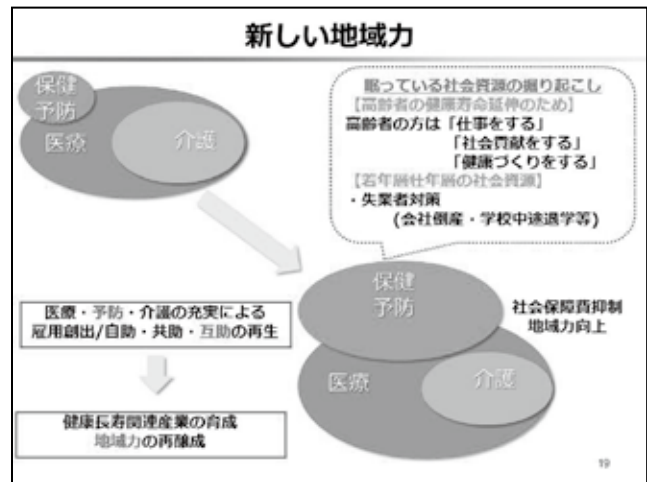 新しい地域力
保健
予防
医療
介護
眠っている社会資源の掘り起こし
【高齢者の健康寿命延伸のため】
高齢者の方は「仕事をする」
「社会貢献をする」
「健康づくりをする」
【若年層壮年層の社会資源】
・失業者対策
(会社倒産・学校中途退学等)
保健
予防
医療
介護
社会保障費抑制
地域力向上
医療・予防・介護の充実による
雇用創出/自助・共助・互助の再生
健康長寿関連産業の育成
地域力の再醸成
19